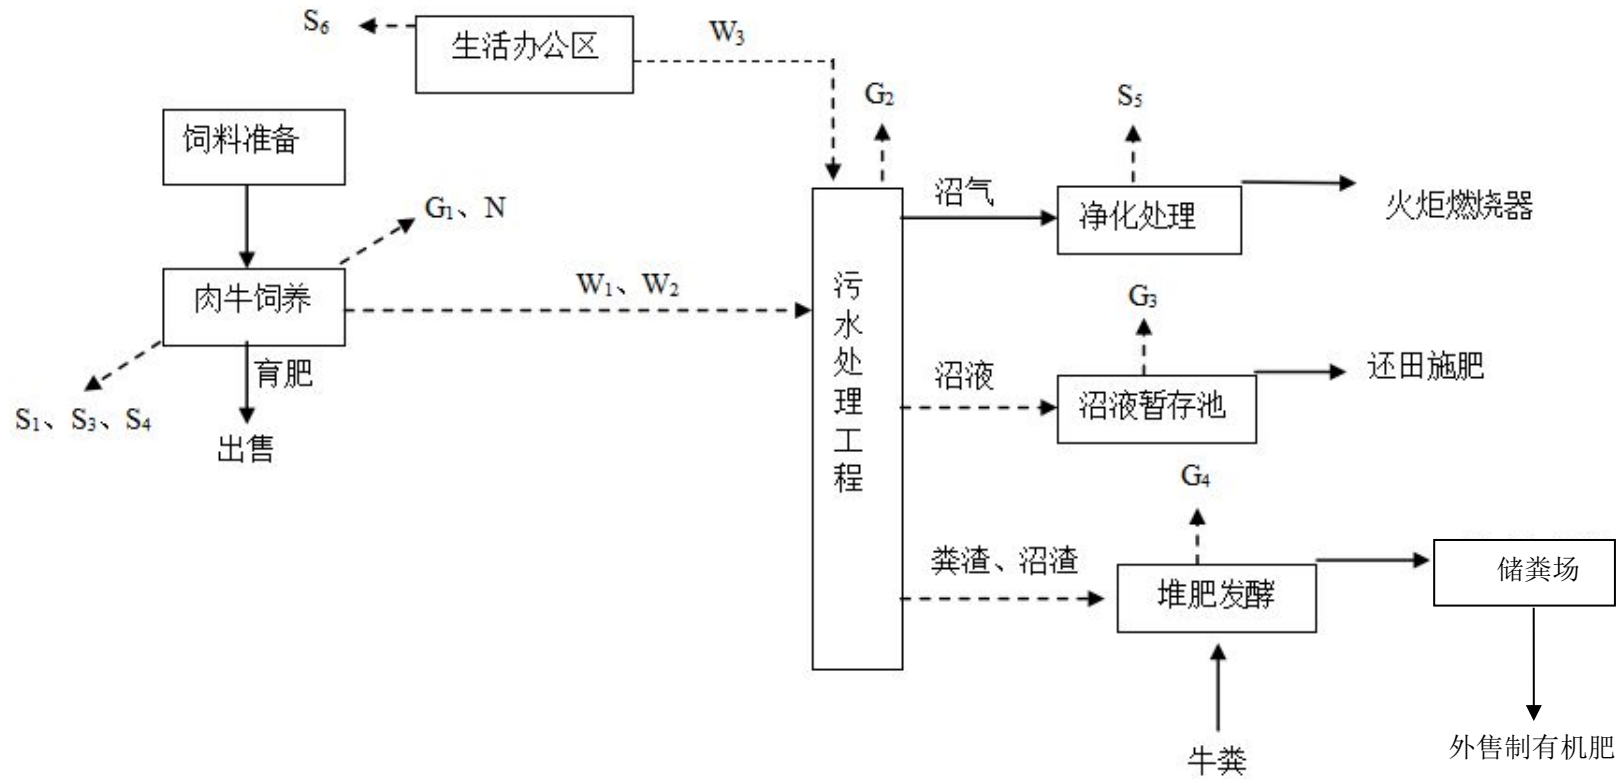 S₆
生活办公区
W₃
G₂
S₅
饲料准备
沼气
净化处理
火炬燃烧器
G₁、N
肉牛饲养
W₁、W₂
污水处理工程
G₃
育肥
沼液
沼液暂存池
还田施肥
S₁、S₃、S₄
出售
G₄
粪渣、沼渣
堆肥发酵
储粪场
牛粪
外售制有机肥